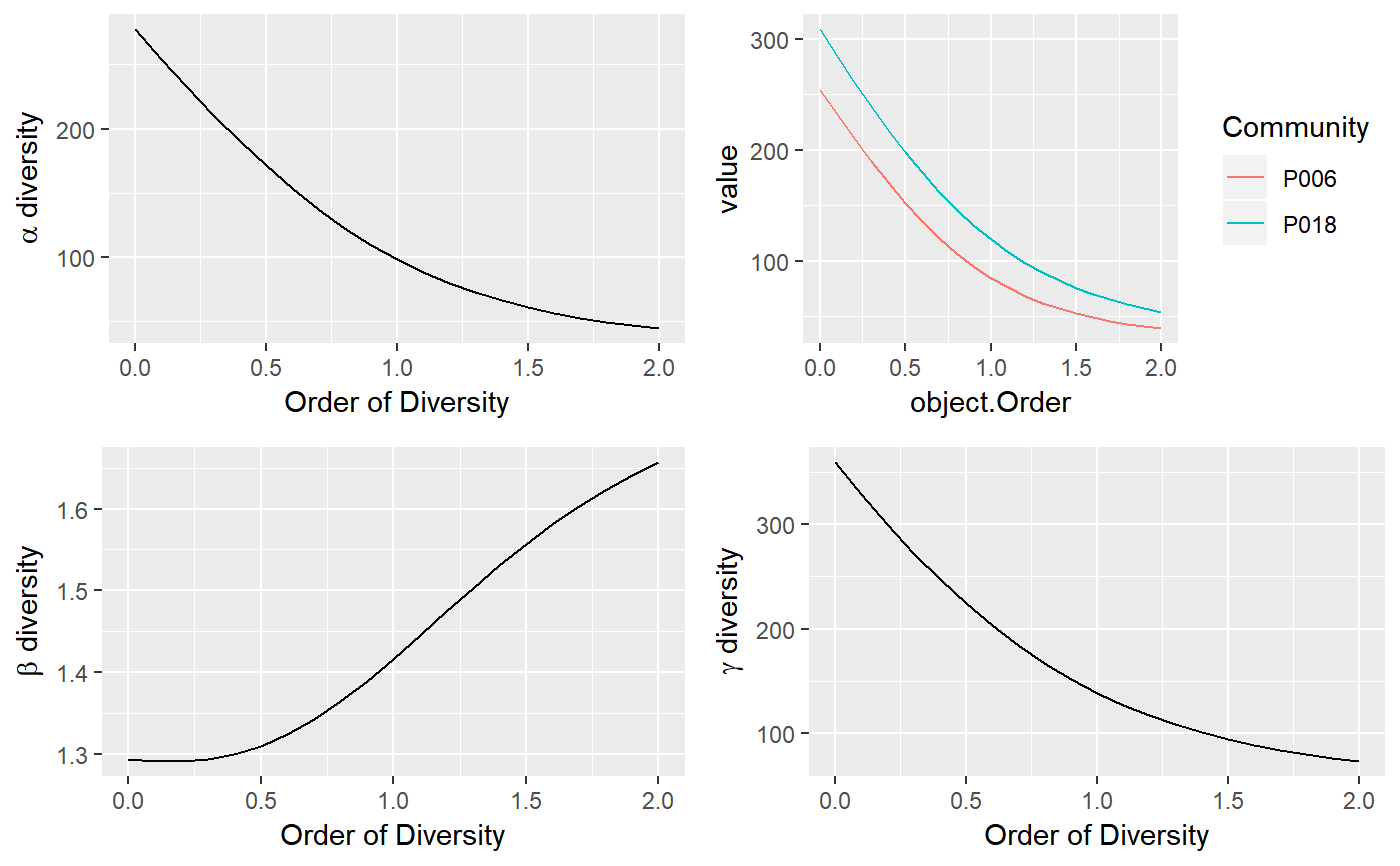 α diversity
200
100
0.0 0.5 1.0 1.5 2.0
Order of Diversity
value
300
200
100
0.0 0.5 1.0 1.5 2.0
object.Order
Community
P006
P018
β diversity
1.6
1.5
1.4
1.3
0.0 0.5 1.0 1.5 2.0
Order of Diversity
γ diversity
300
200
100
0.0 0.5 1.0 1.5 2.0
Order of Diversity